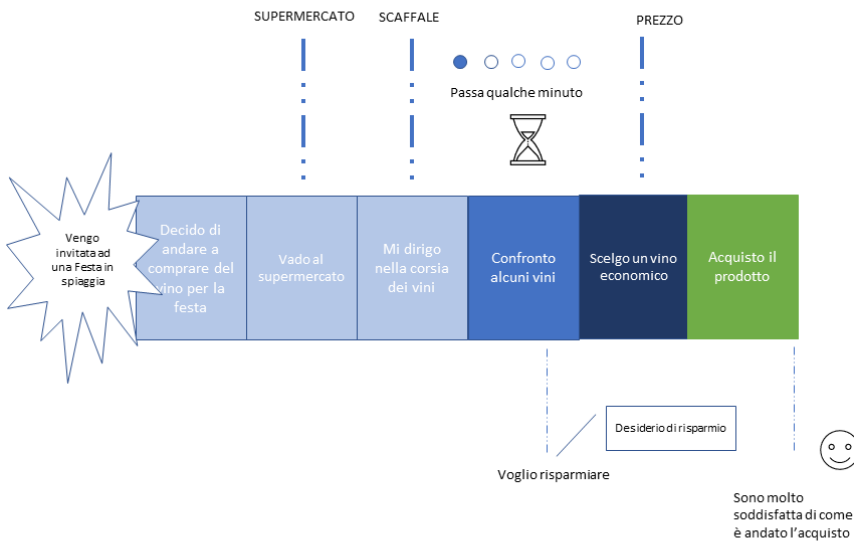 SUPERMERCATO
SCAFFALE
PREZZO
Passa qualche minuto
Vengo
invitata ad
una Festa in
spiaggia
Decido di
andare a
comprare del
vino per la
festa
Vado al
supermercato
Mi dirigo
nella corsia
dei vini
Confronto
alcuni vini
Scelgo un vino
economico
Acquisto il
prodotto
Desiderio di risparmio
Voglio risparmiare
Sono molto
soddisfatta di come
è andato l'acquisto